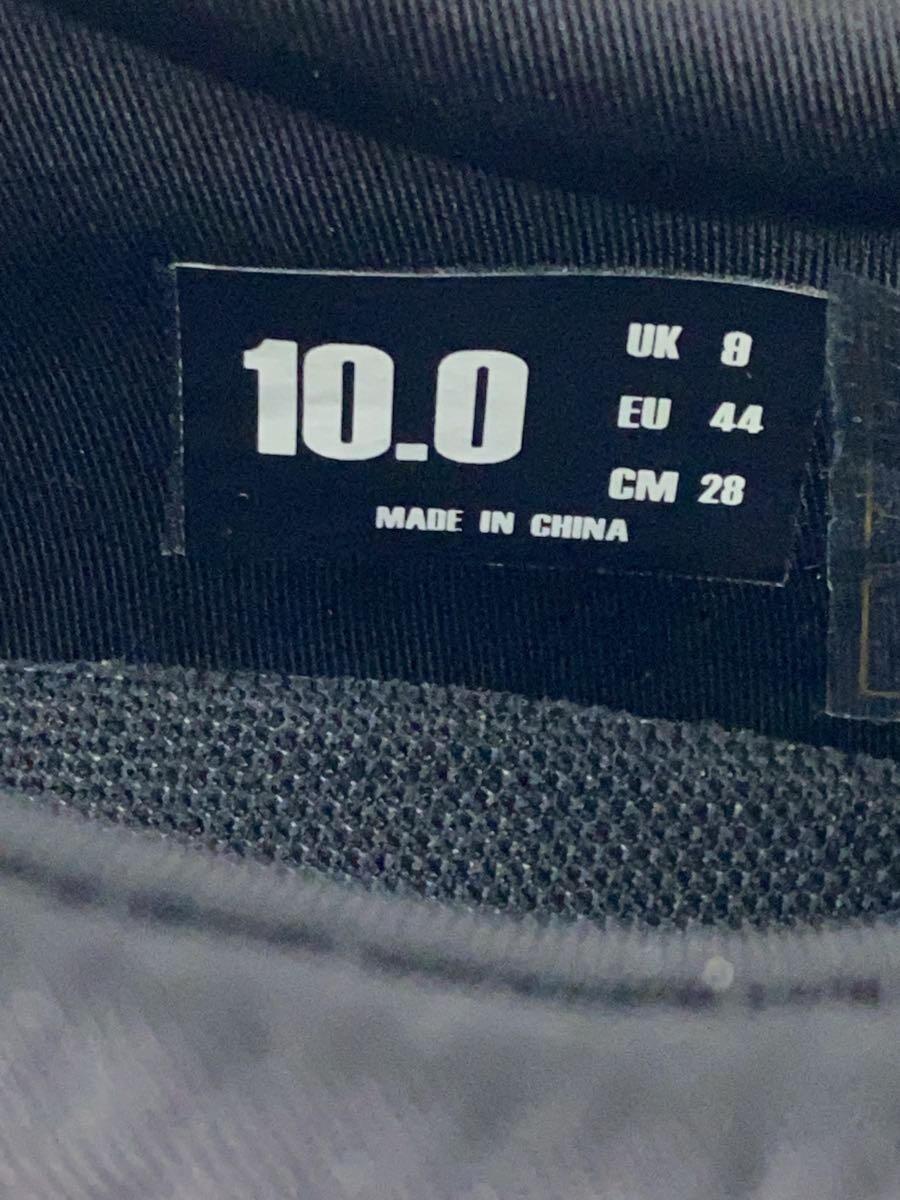 10.0
UK 9
EU 44
CM 28
MADE IN CHINA